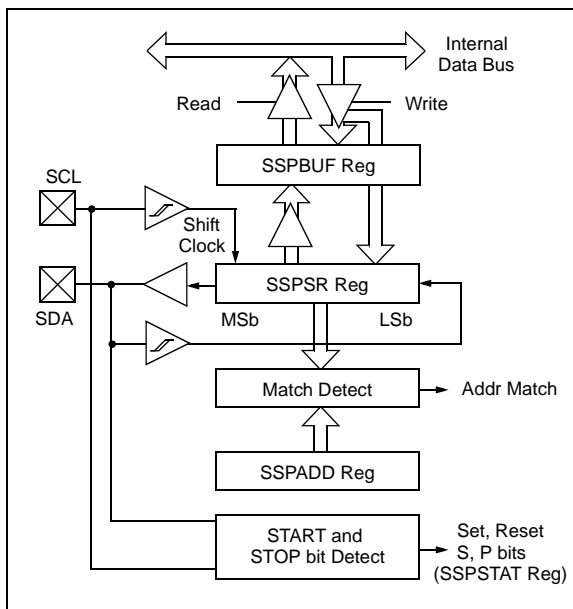 Internal
Data Bus
Read
Write
SSPBUF Reg
SCL
Shift
Clock
SSPSR Reg
SDA
MSb
LSb
Match Detect
Addr Match
SSPADD Reg
START and
STOP bit Detect
Set, Reset
S, P bits
(SSPSTAT Reg)